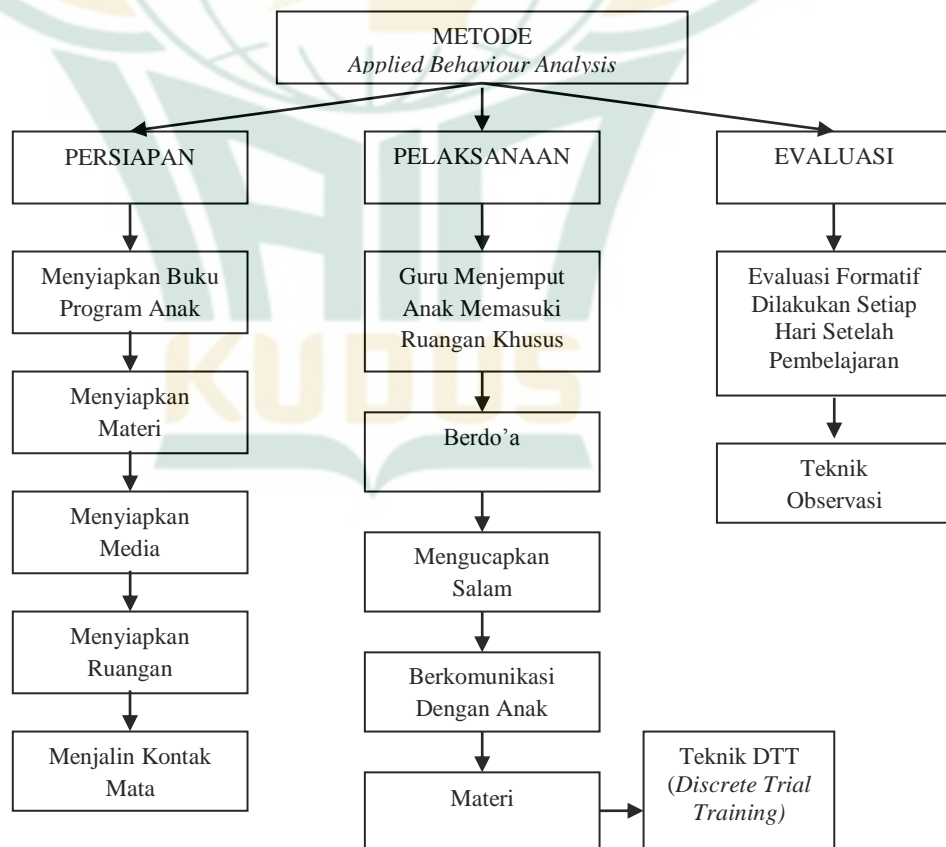 METODE
Applied Behaviour Analysis
PERSIAPAN
Menyiapkan Buku
Program Anak
Menyiapkan
Materi
Menyiapkan
Media
Menyiapkan
Ruangan
Menjalin Kontak
Mata
PELAKSANAAN
Guru Menjemput
Anak Memasuki
Ruangan Khusus
Berdo’a
Mengucapkan
Salam
Berkomunikasi
Dengan Anak
Materi
Teknik DTT
(Discrete Trial
Training)
EVALUASI
Evaluasi Formatif
Dilakukan Setiap
Hari Setelah
Pembelajaran
Teknik
Observasi
KUDUS